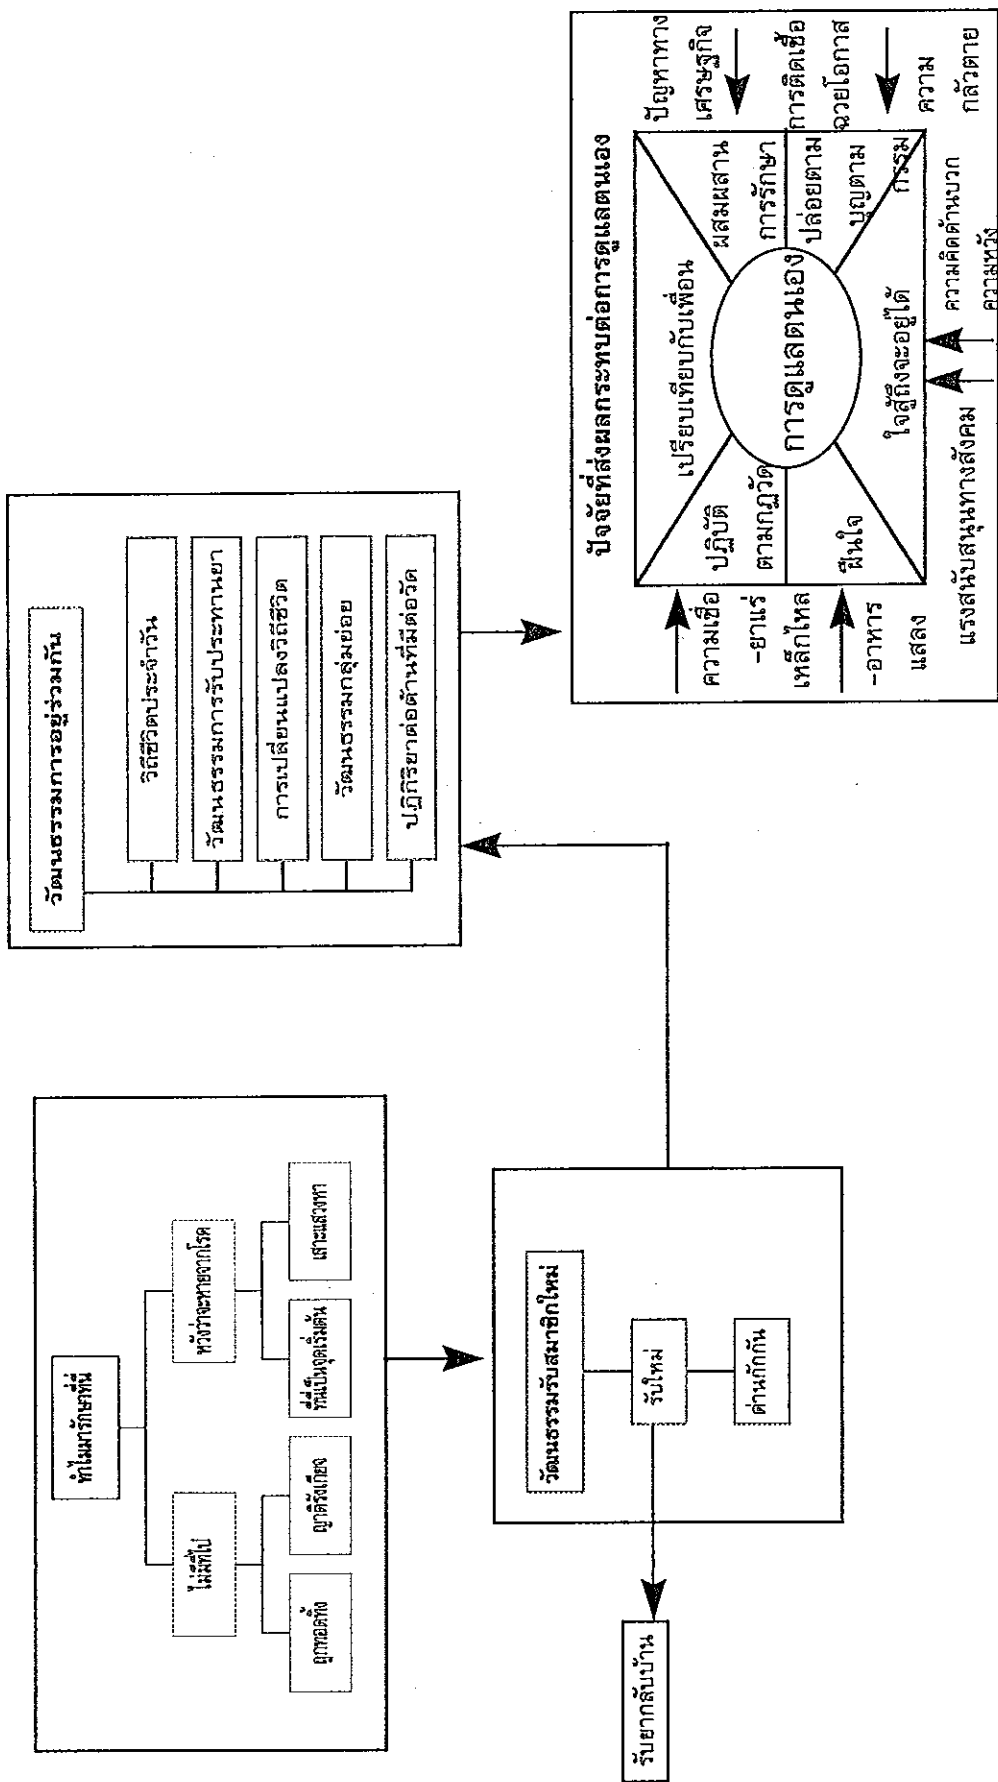 ทำไมมารักษาที่นี่
ไม่มีที่ไป
หวังว่าจะหายจากโรค
ถูกทอดทิ้ง
ญาติรังเกียจ
ที่นี่เป็นจุดเริ่มต้น
เสาะแสวงหา
วัฒนธรรมรับสมาชิกใหม่
รับใหม่
ด่านกักกัน
รับยากลับบ้าน
วัฒนธรรมการอยู่ร่วมกัน
วิถีชีวิตประจำวัน
วัฒนธรรมการรับประทานยา
การเปลี่ยนแปลงวิถีชีวิต
วัฒนธรรมกลุ่มย่อย
ปฏิกิริยาต่อต้านที่มีต่อวัด
ปัจจัยที่ส่งผลกระทบต่อการดูแลตนเอง
ความเชื่อ
-ยาแร่
เหล็กไหล
-อาหาร
แสลง
ปฏิบัติ
ตามกฎวัด
ฝืนใจ
เปรียบเทียบกับเพื่อน
การดูแลตนเอง
ใจสู้ถึงจะอยู่ได้
ผสมผสาน
การรักษา
ปล่อยตาม
บุญตาม
กรรม
ปัญหาทาง
เศรษฐกิจ
การติดเชื้อ
ฉวยโอกาส
ความ
กลัวตาย
แรงสนับสนุนทางสังคม
ความคิดด้านบวก
ความหวัง